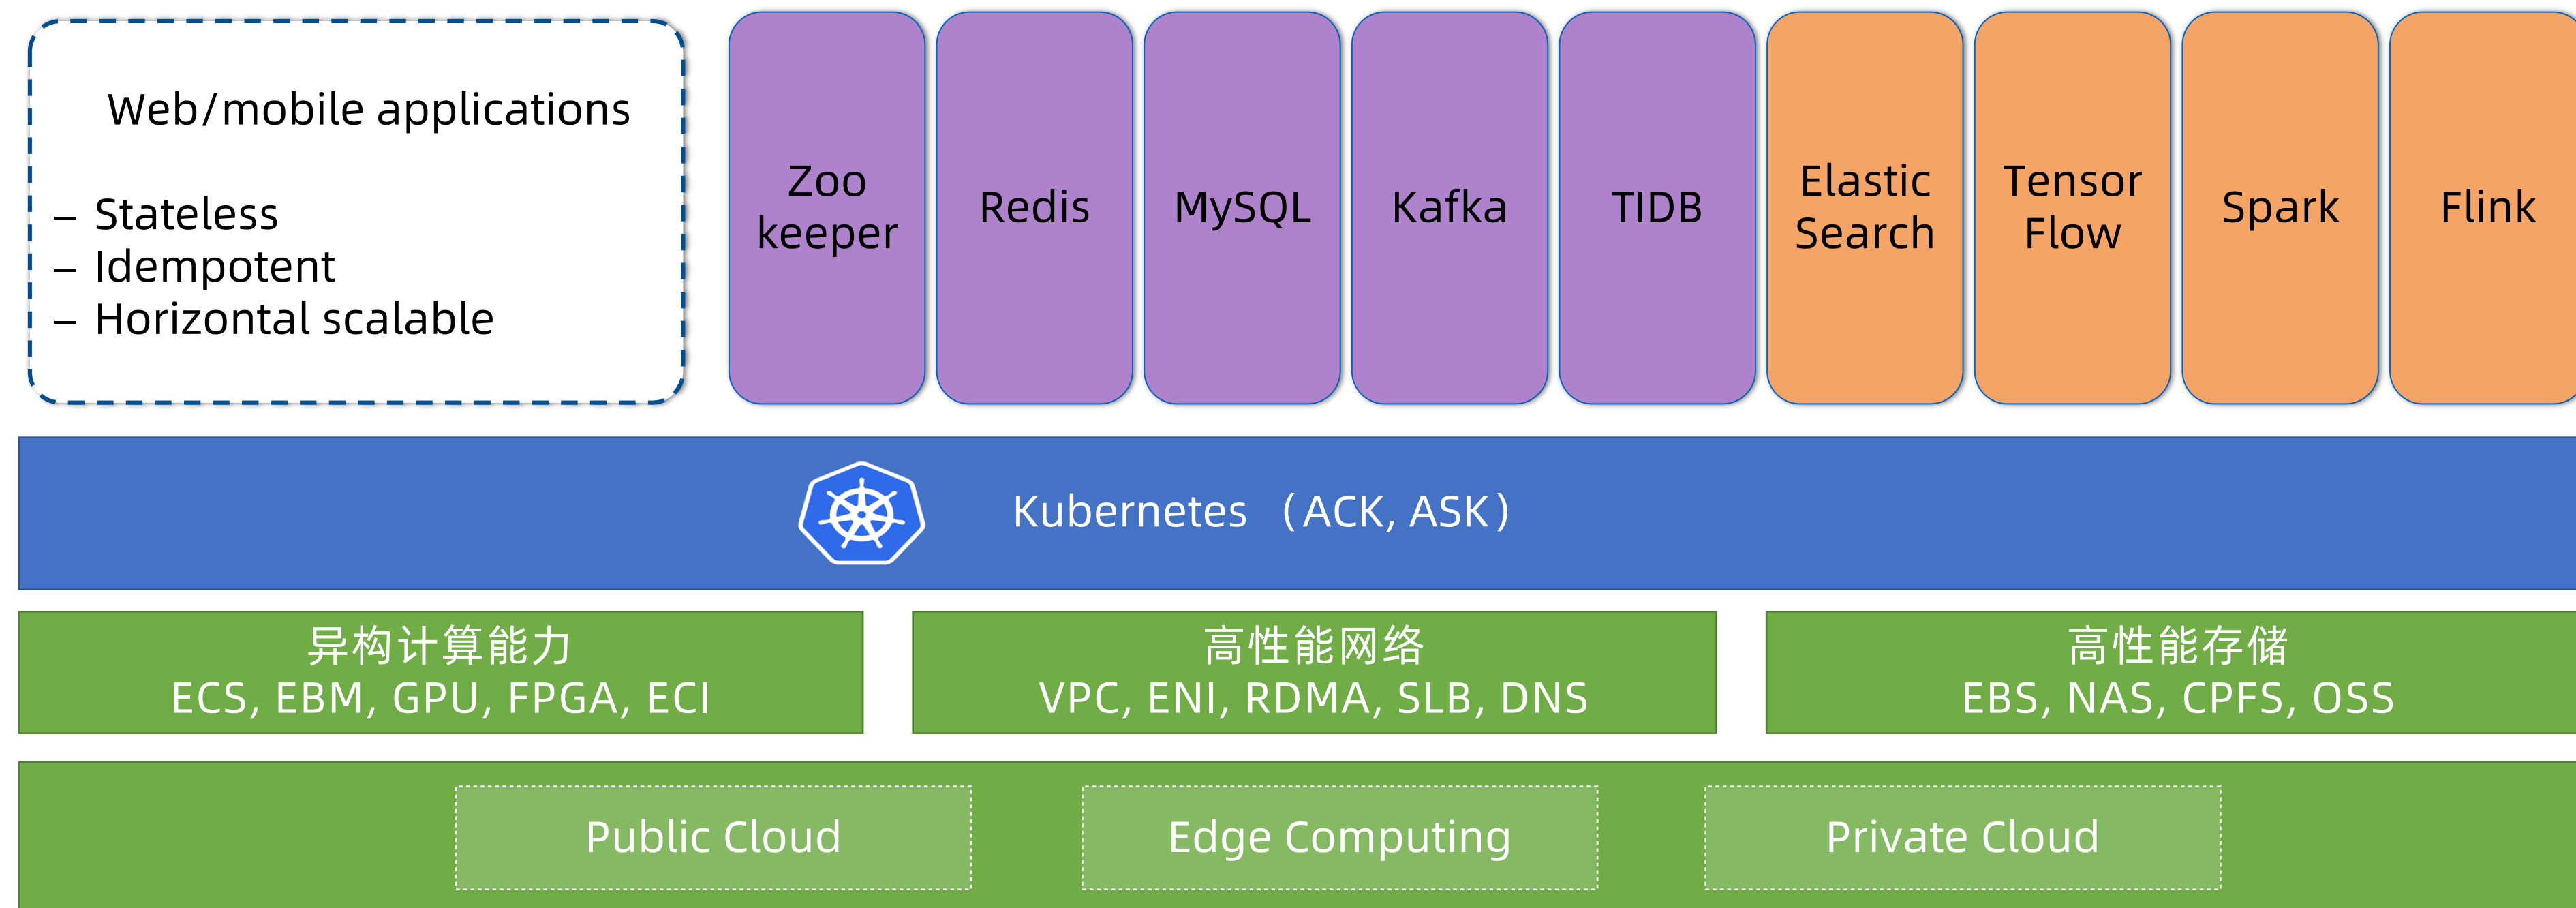 Web/mobile applications
– Stateless
– Idempotent
– Horizontal scalable
Zoo
keeper
Redis
MySQL
Kafka
TIDB
Elastic
Search
Tensor
Flow
Spark
Flink
Kubernetes （ACK, ASK）
异构计算能力
ECS, EBM, GPU, FPGA, ECI
高性能网络
VPC, ENI, RDMA, SLB, DNS
高性能存储
EBS, NAS, CPFS, OSS
Public Cloud
Edge Computing
Private Cloud